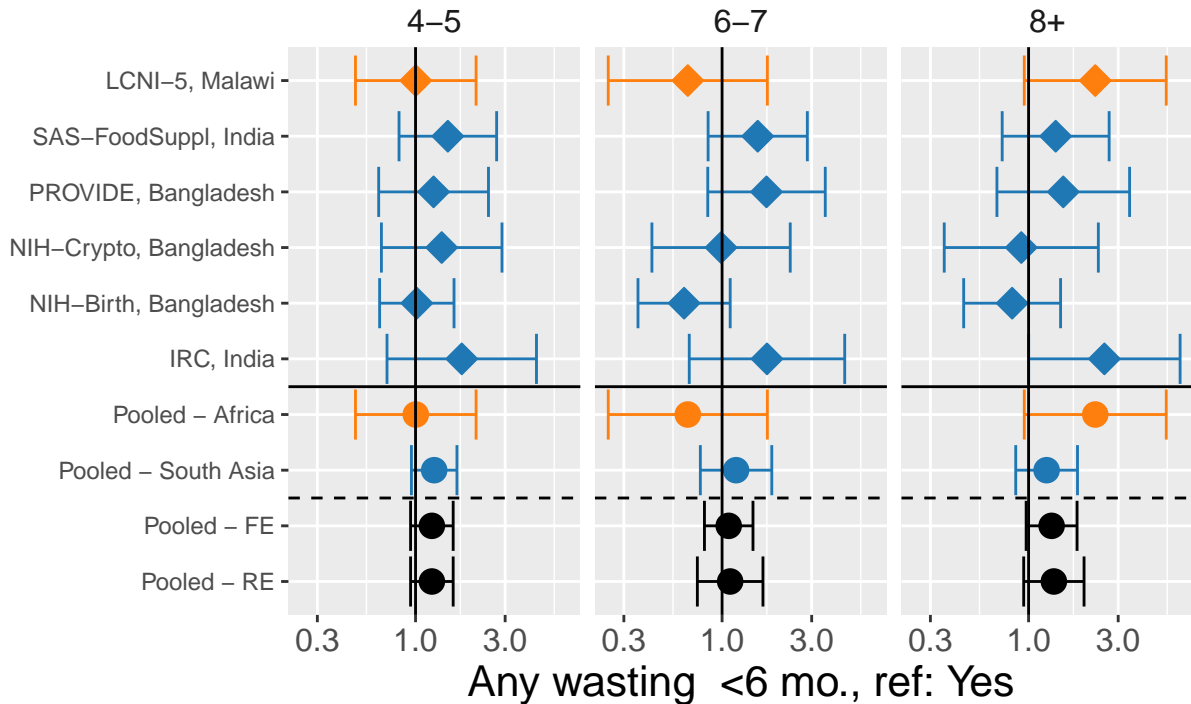 4−5 6−7 8+
LCNI−5, Malawi
SAS−FoodSuppl, India
PROVIDE, Bangladesh
NIH−Crypto, Bangladesh
NIH−Birth, Bangladesh
IRC, India
Pooled − Africa
Pooled − South Asia
Pooled − FE
Pooled − RE
0.3 1.0 3.0 0.3 1.0 3.0 0.3 1.0 3.0
Any wasting <6 mo., ref: Yes